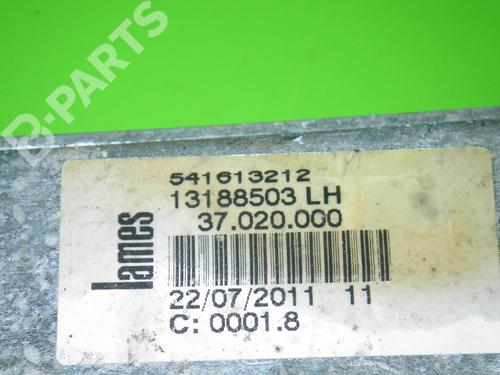 B-PARTS
541613212
13188503 LH
37.020.000
lames
22/07/2011 11
C: 0001.8